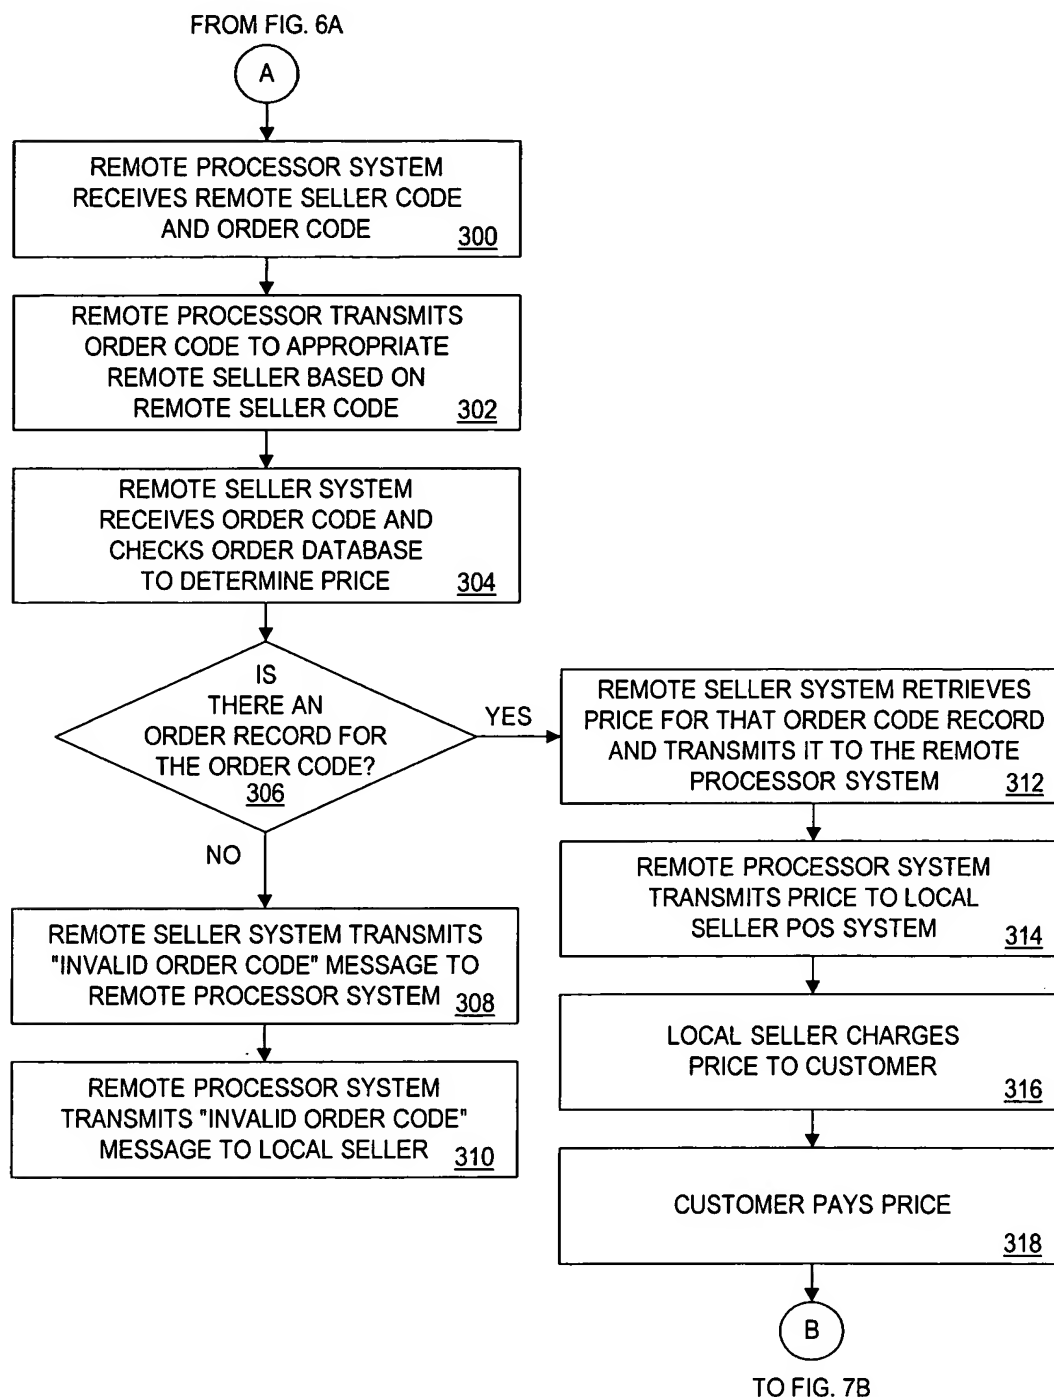 FROM FIG. 6A
A
REMOTE PROCESSOR SYSTEM
RECEIVES REMOTE SELLER CODE
AND ORDER CODE
300
REMOTE PROCESSOR TRANSMITS
ORDER CODE TO APPROPRIATE
REMOTE SELLER BASED ON
REMOTE SELLER CODE
302
REMOTE SELLER SYSTEM
RECEIVES ORDER CODE AND
CHECKS ORDER DATABASE
TO DETERMINE PRICE
304
IS
THERE AN
ORDER RECORD FOR
THE ORDER CODE?
306
NO
REMOTE SELLER SYSTEM TRANSMITS
"INVALID ORDER CODE" MESSAGE TO
REMOTE PROCESSOR SYSTEM
308
REMOTE PROCESSOR SYSTEM
TRANSMITS "INVALID ORDER CODE"
MESSAGE TO LOCAL SELLER
310
YES
REMOTE SELLER SYSTEM RETRIEVES
PRICE FOR THAT ORDER CODE RECORD
AND TRANSMITS IT TO THE REMOTE
PROCESSOR SYSTEM
312
REMOTE PROCESSOR SYSTEM
TRANSMITS PRICE TO LOCAL
SELLER POS SYSTEM
314
LOCAL SELLER CHARGES
PRICE TO CUSTOMER
316
CUSTOMER PAYS PRICE
318
B
TO FIG. 7B